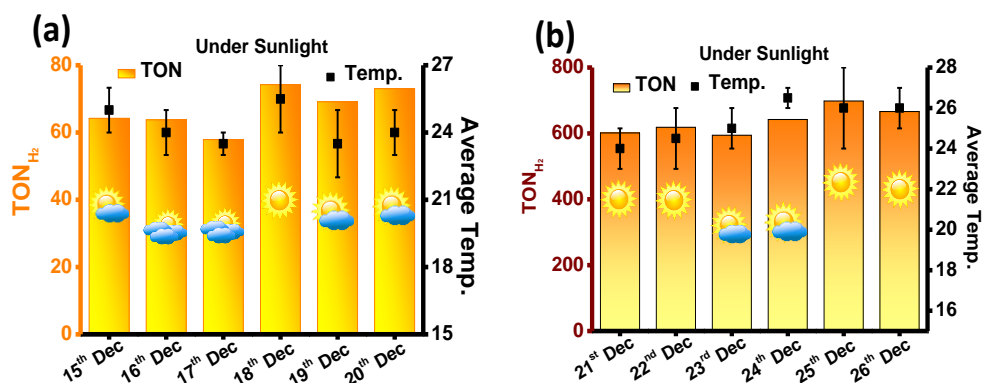 (a)
Under Sunlight
TON
Temp.
TON_H₂
80
60
40
20
0
27
24
21
18
15
Average Temp.
15th Dec
16th Dec
17th Dec
18th Dec
19th Dec
20th Dec
(b)
Under Sunlight
TON
Temp.
TON_H₂
800
600
400
200
0
28
26
24
22
20
18
16
Average Temp.
21st Dec
22nd Dec
23rd Dec
24th Dec
25th Dec
26th Dec